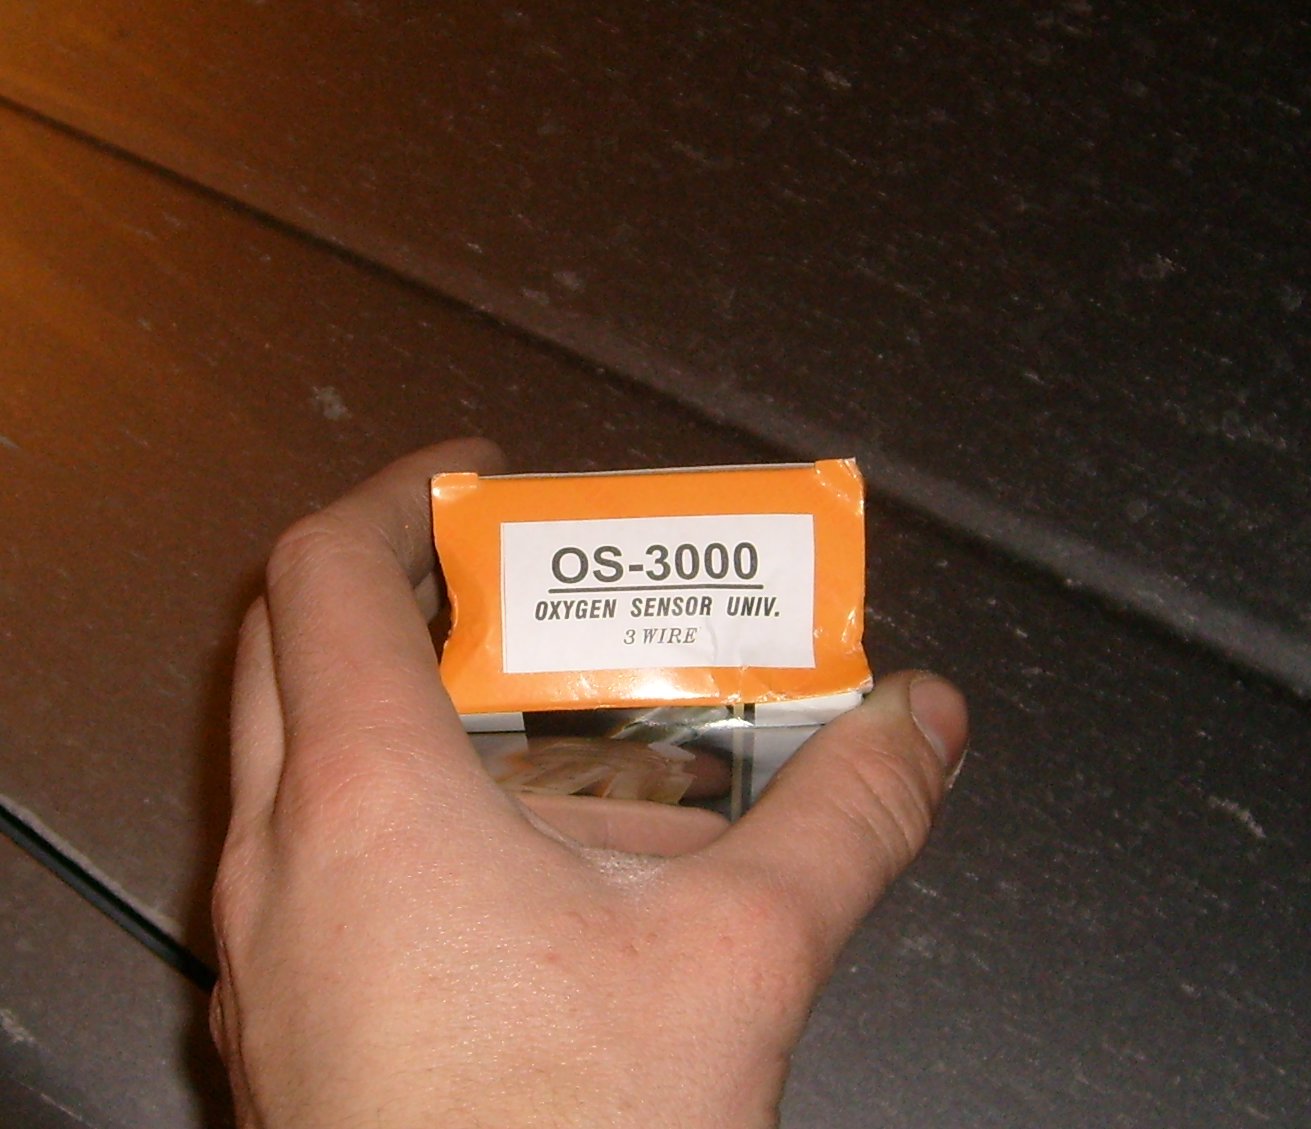 OS-3000
OXYGEN SENSOR UNIV.
3 WIRE